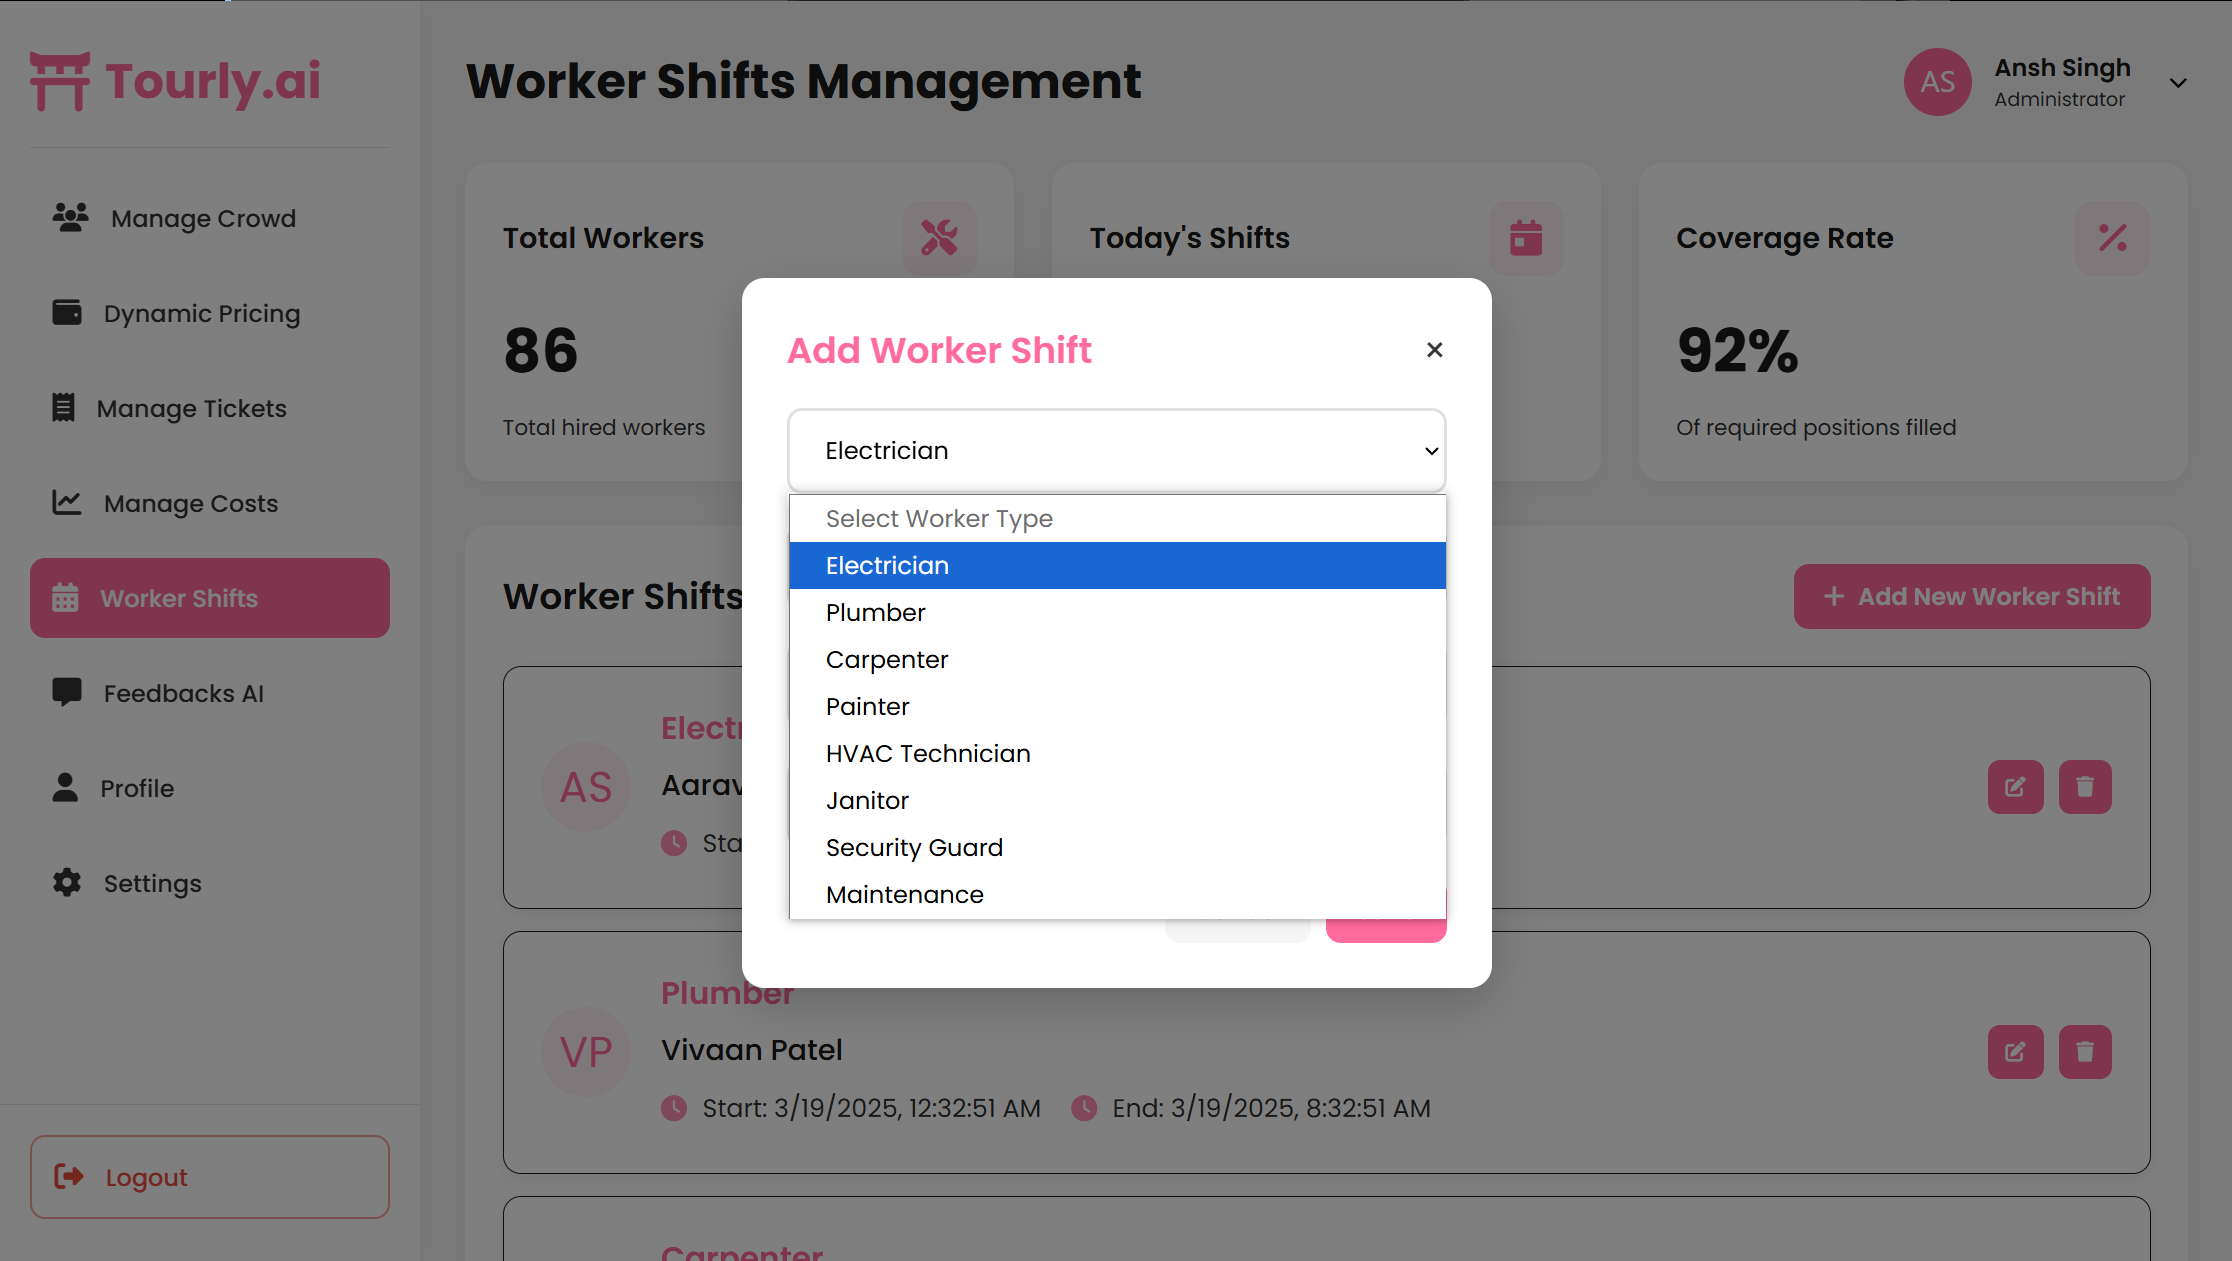 Tourly.ai
Manage Crowd
Dynamic Pricing
Manage Tickets
Manage Costs
Worker Shifts
Feedbacks AI
Profile
Settings
Logout
Worker Shifts Management
AS
Ansh Singh
Administrator
Total Workers
86
Total hired workers
Today's Shifts
Coverage Rate
92%
Of required positions filled
Worker Shifts
+ Add New Worker Shift
Add Worker Shift
×
Electrician
Select Worker Type
Electrician
Plumber
Carpenter
Painter
HVAC Technician
Janitor
Security Guard
Maintenance
AS
VP
Plumber
Vivaan Patel
Start: 3/19/2025, 12:32:51 AM
End: 3/19/2025, 8:32:51 AM
Carpenter